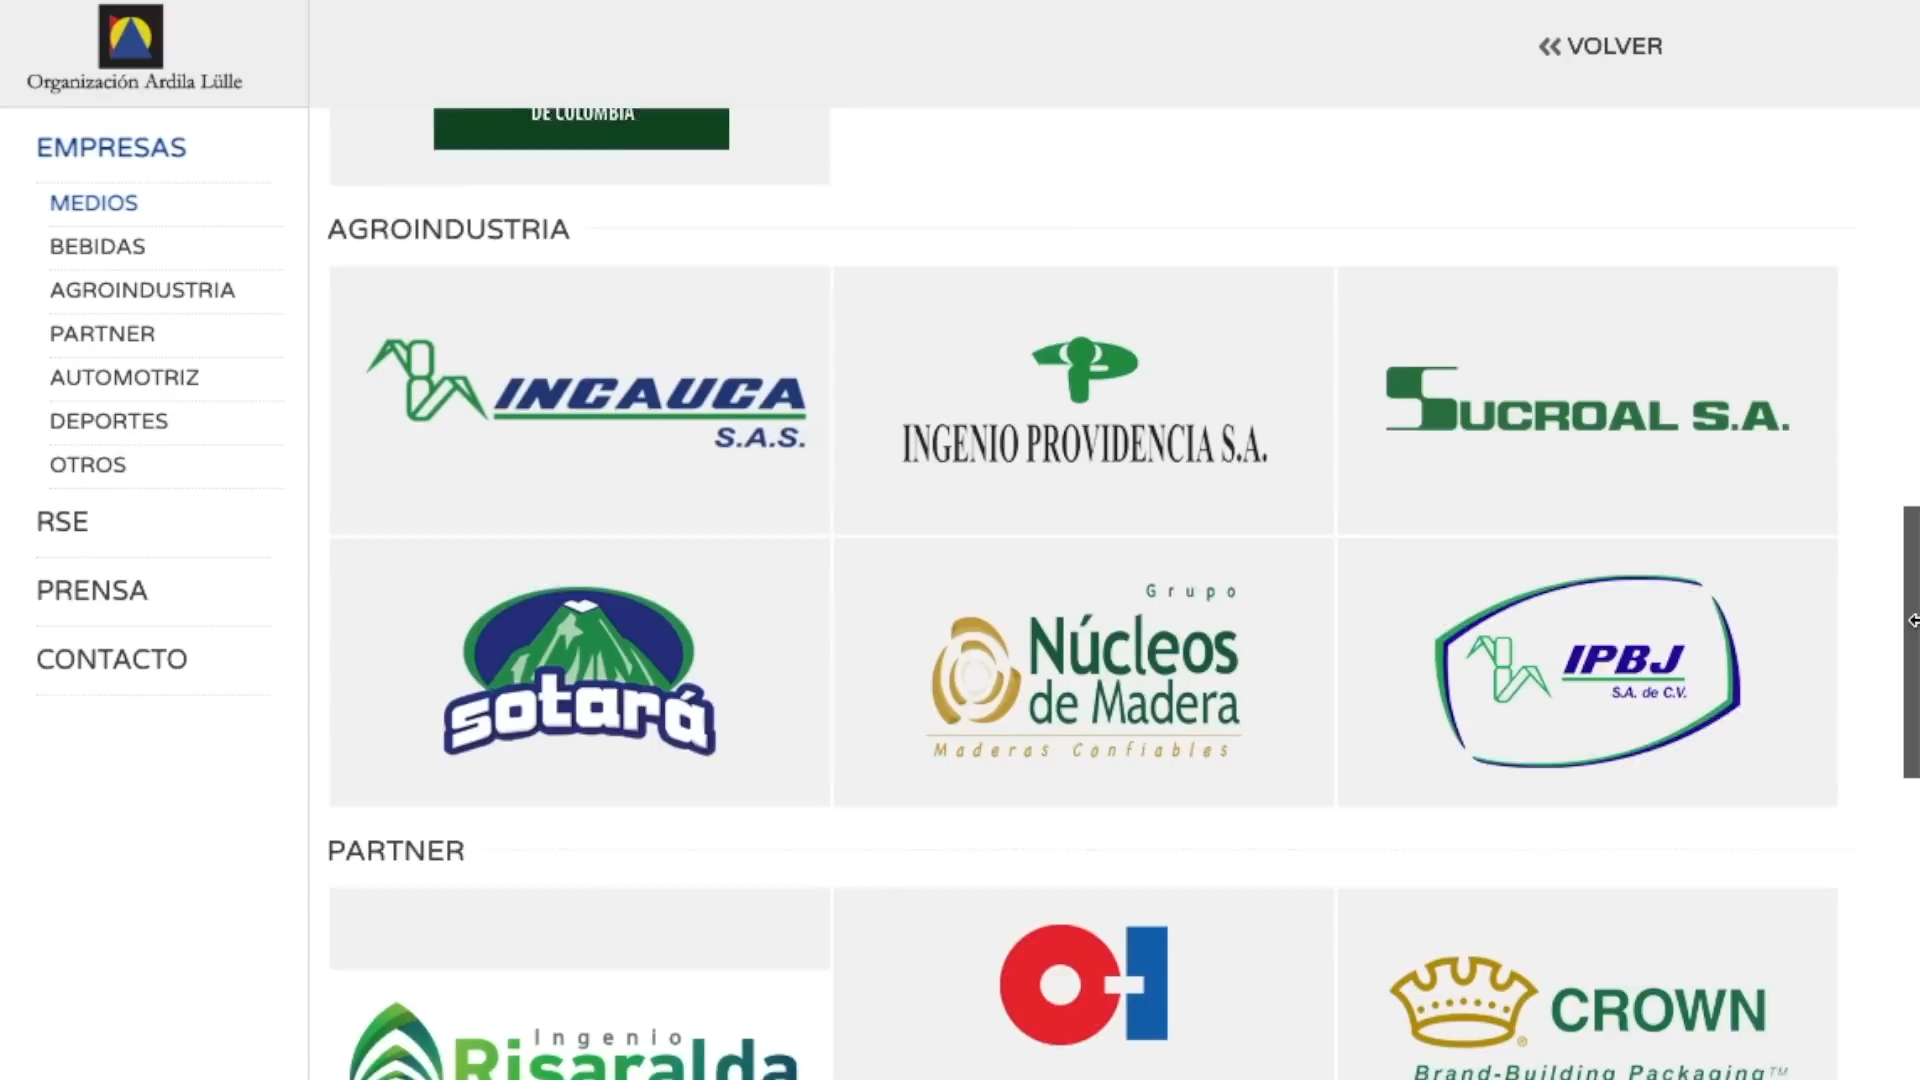 Organización Ardila Lülle
VOLVER
EMPRESAS
MEDIOS
BEBIDAS
AGROINDUSTRIA
PARTNER
AUTOMOTRIZ
DEPORTES
OTROS
RSE
PRENSA
CONTACTO
DE COLOMBIA
AGROINDUSTRIA
INCAUCA
S.A.S.
INGENIO PROVIDENCIA S.A.
SUCROAL S.A.
sotará
Grupo
Núcleos
de Madera
Maderas Confiables
IPBJ
S.A. de C.V.
PARTNER
Ingenio
Risaralda
O-I
CROWN
Brand-Building Packaging™